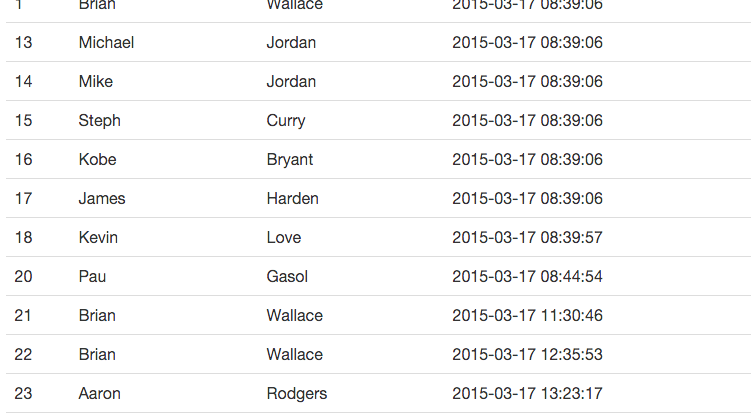 1 Brian Wallace 2015-03-17 08:39:06
13 Michael Jordan 2015-03-17 08:39:06
14 Mike Jordan 2015-03-17 08:39:06
15 Steph Curry 2015-03-17 08:39:06
16 Kobe Bryant 2015-03-17 08:39:06
17 James Harden 2015-03-17 08:39:06
18 Kevin Love 2015-03-17 08:39:57
20 Pau Gasol 2015-03-17 08:44:54
21 Brian Wallace 2015-03-17 11:30:46
22 Brian Wallace 2015-03-17 12:35:53
23 Aaron Rodgers 2015-03-17 13:23:17